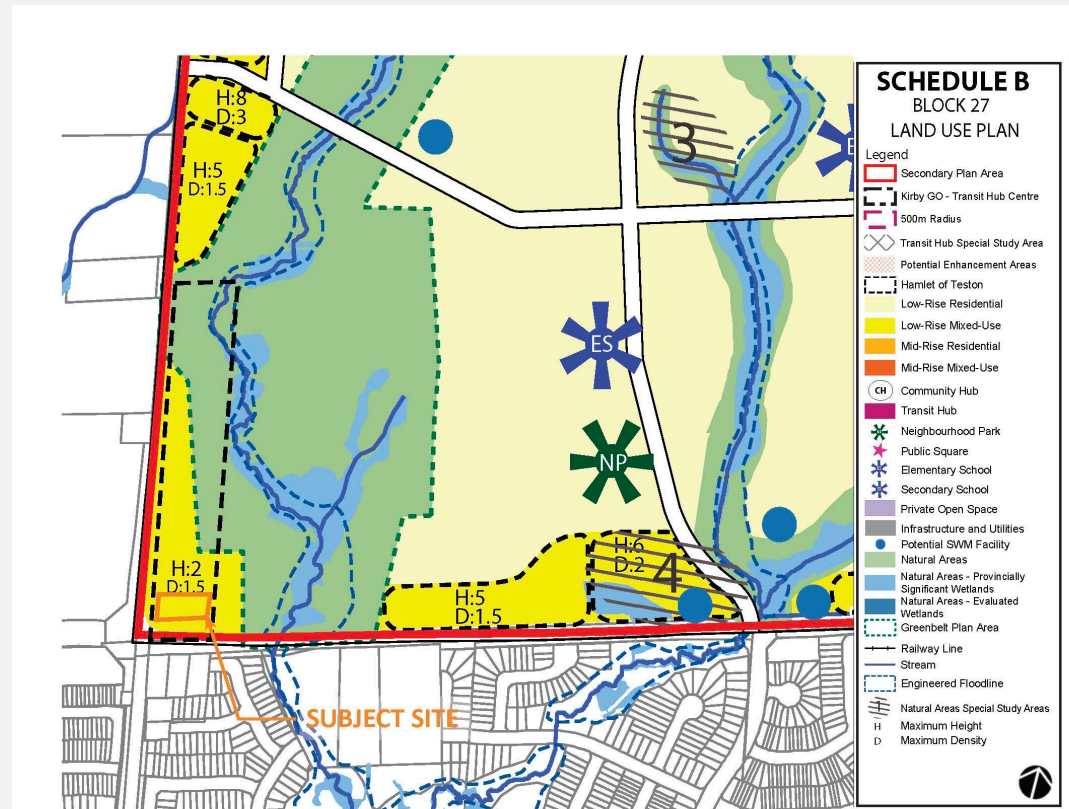 SCHEDULE B
BLOCK 27
LAND USE PLAN
Legend
Secondary Plan Area
Kirby GO - Transit Hub Centre
500m Radius
Transit Hub Special Study Area
Potential Enhancement Areas
Hamlet of Teston
Low-Rise Residential
Low-Rise Mixed-Use
Mid-Rise Residential
Mid-Rise Mixed-Use
CH Community Hub
Transit Hub
Neighbourhood Park
Public Square
Elementary School
Secondary School
Private Open Space
Infrastructure and Utilities
Potential SWM Facility
Natural Areas
Natural Areas - Provincially
Significant Wetlands
Natural Areas - Evaluated
Wetlands
Greenbelt Plan Area
Railway Line
Stream
Engineered Floodline
Natural Areas Special Study Areas
H Maximum Height
D Maximum Density
H:8
D:3
H:5
D:1.5
3
ES
NP
H:2
D:1.5
H:5
D:1.5
H:6
D:2
4
SUBJECT SITE